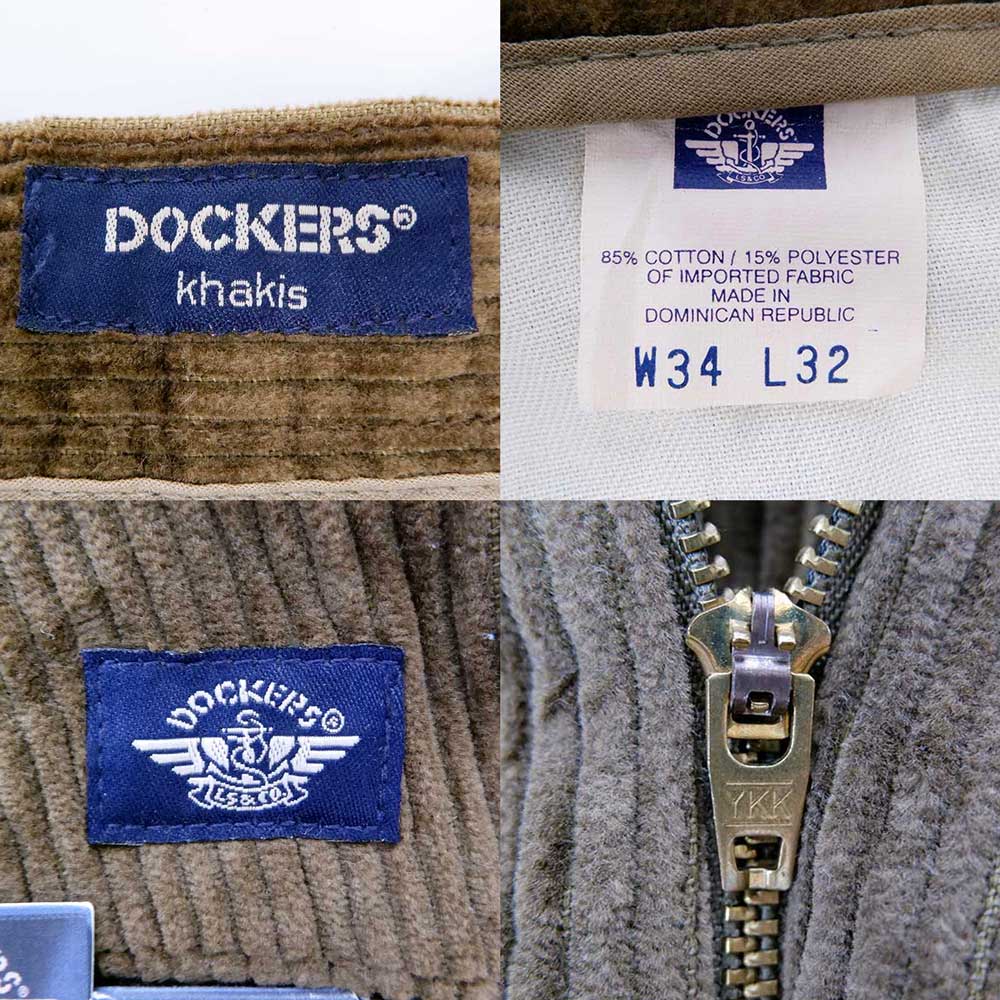 DOCKERS®
khakis
DOCKERS
LS&CO.
85% COTTON / 15% POLYESTER
OF IMPORTED FABRIC
MADE IN
DOMINICAN REPUBLIC
W34 L32
DOCKERS®
LS&CO.
YKK